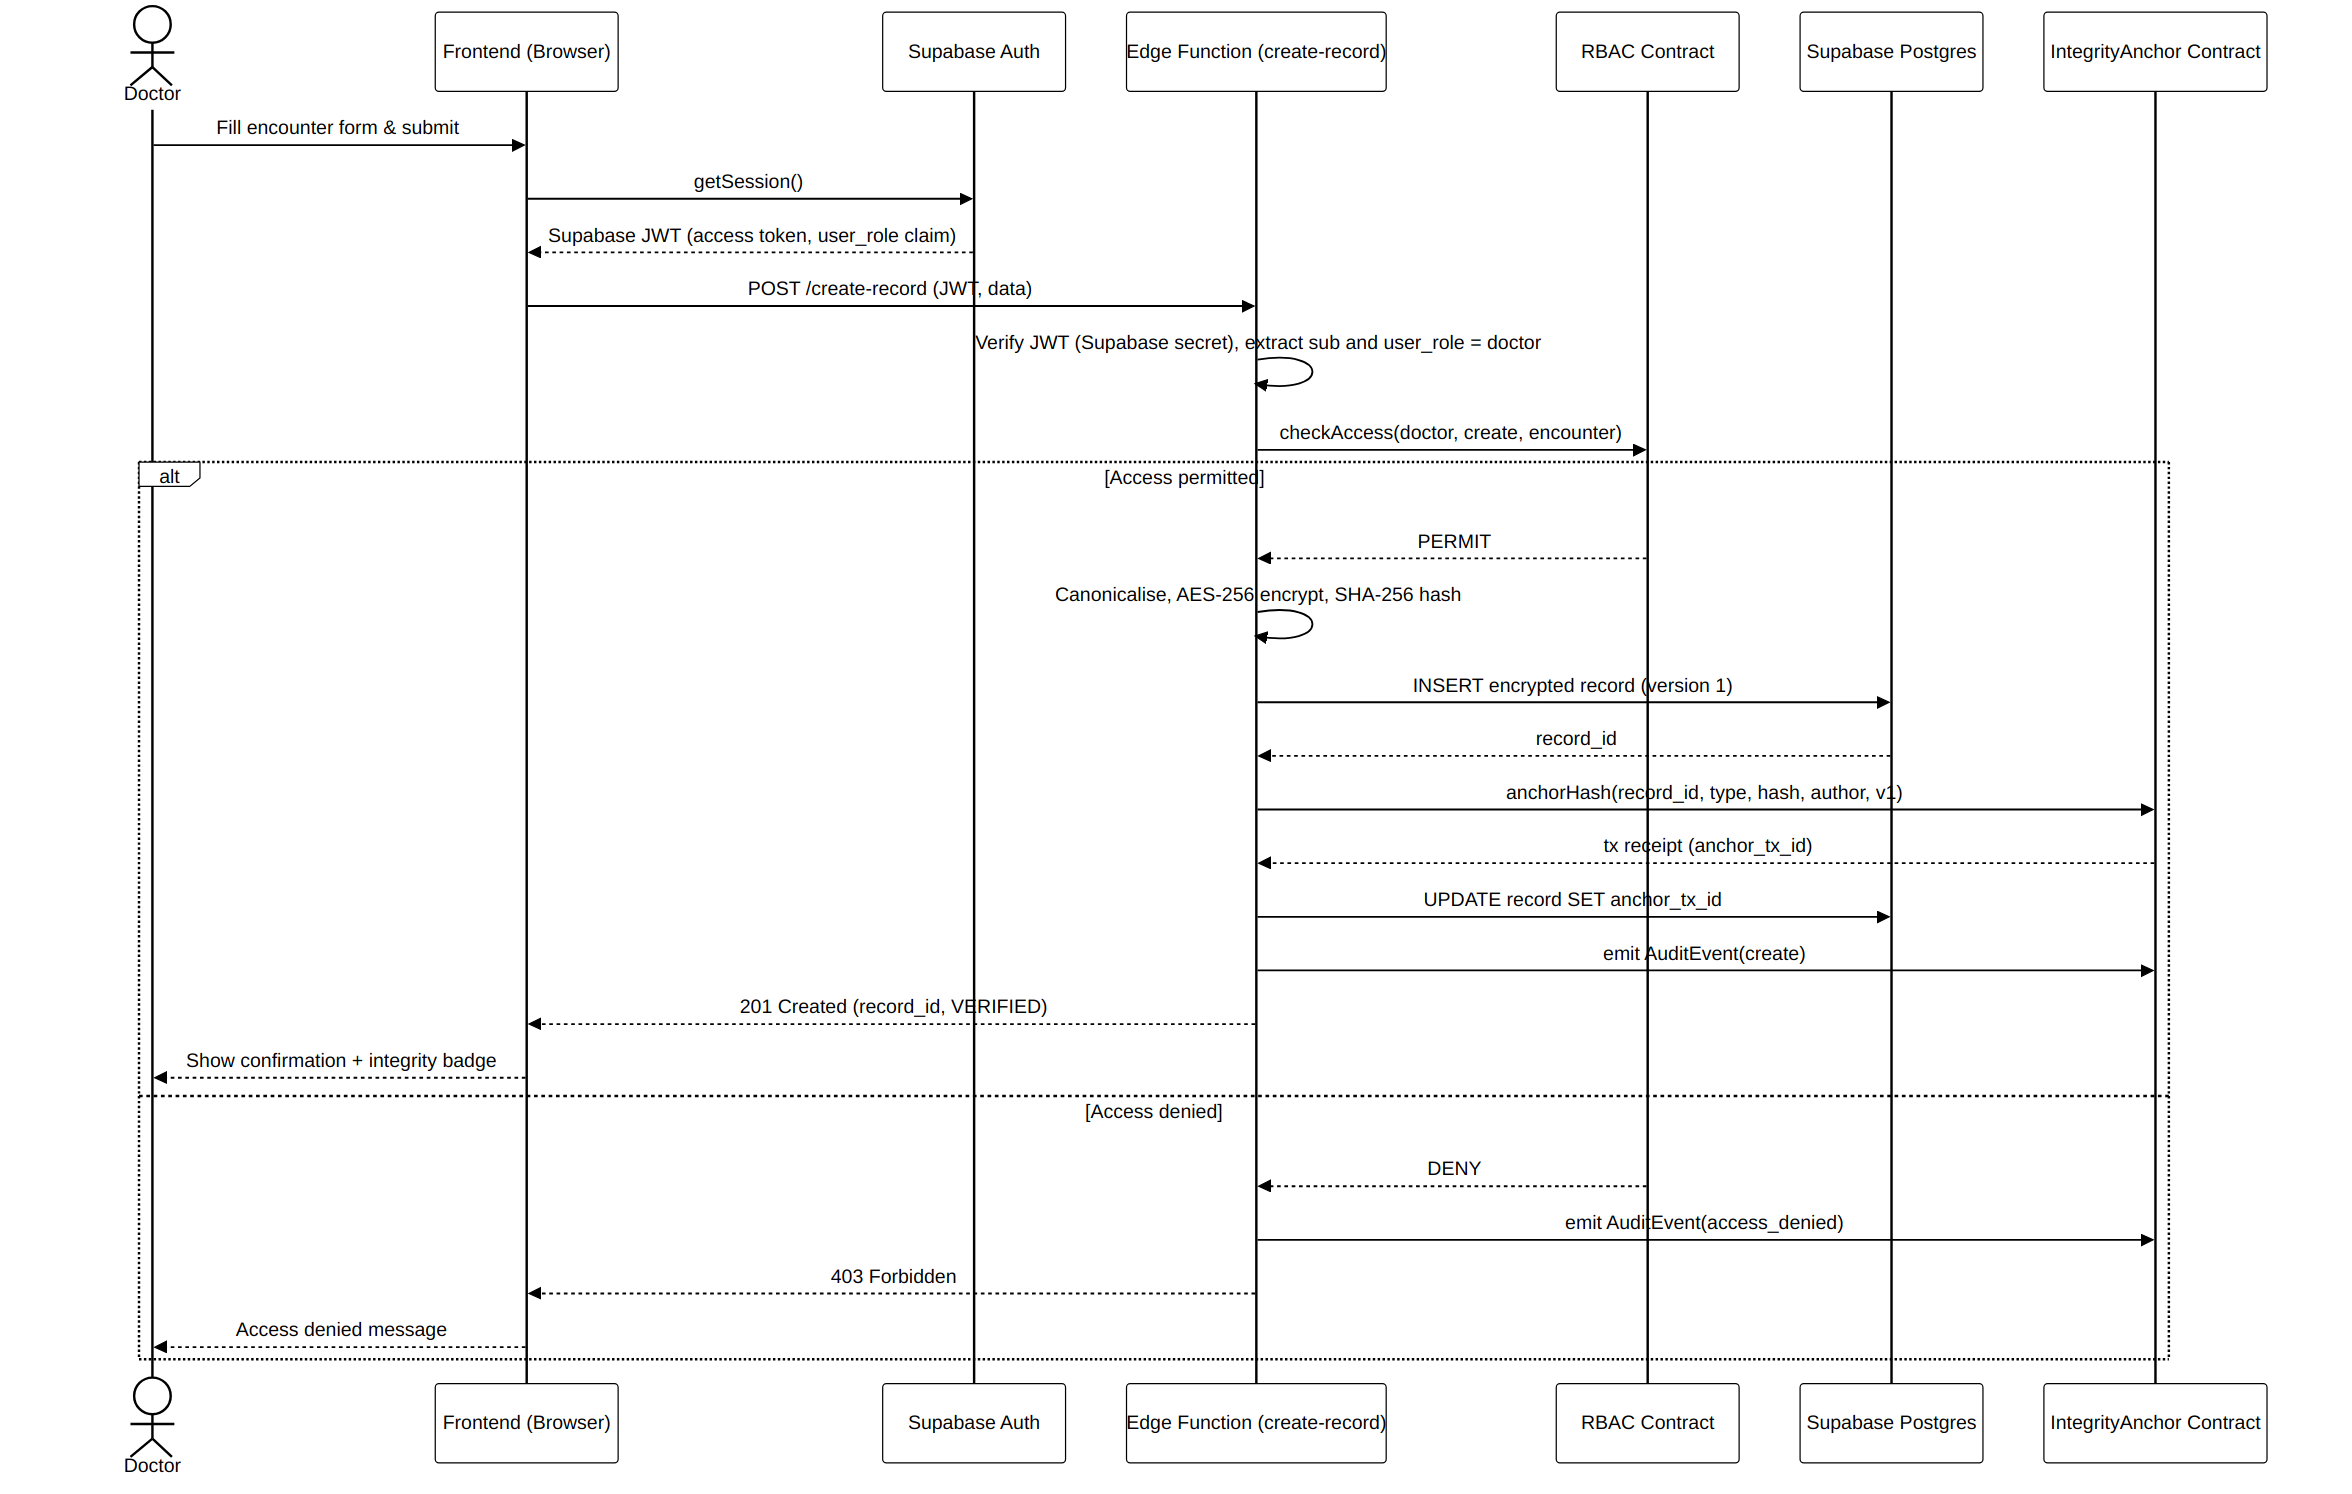 Doctor
Frontend (Browser)
Supabase Auth
Edge Function (create-record)
RBAC Contract
Supabase Postgres
IntegrityAnchor Contract
Fill encounter form & submit
getSession()
Supabase JWT (access token, user_role claim)
POST /create-record (JWT, data)
Verify JWT (Supabase secret), extract sub and user_role = doctor
checkAccess(doctor, create, encounter)
alt
[Access permitted]
PERMIT
Canonicalise, AES-256 encrypt, SHA-256 hash
INSERT encrypted record (version 1)
record_id
anchorHash(record_id, type, hash, author, v1)
tx receipt (anchor_tx_id)
UPDATE record SET anchor_tx_id
emit AuditEvent(create)
201 Created (record_id, VERIFIED)
Show confirmation + integrity badge
[Access denied]
DENY
emit AuditEvent(access_denied)
403 Forbidden
Access denied message
Doctor
Frontend (Browser)
Supabase Auth
Edge Function (create-record)
RBAC Contract
Supabase Postgres
IntegrityAnchor Contract